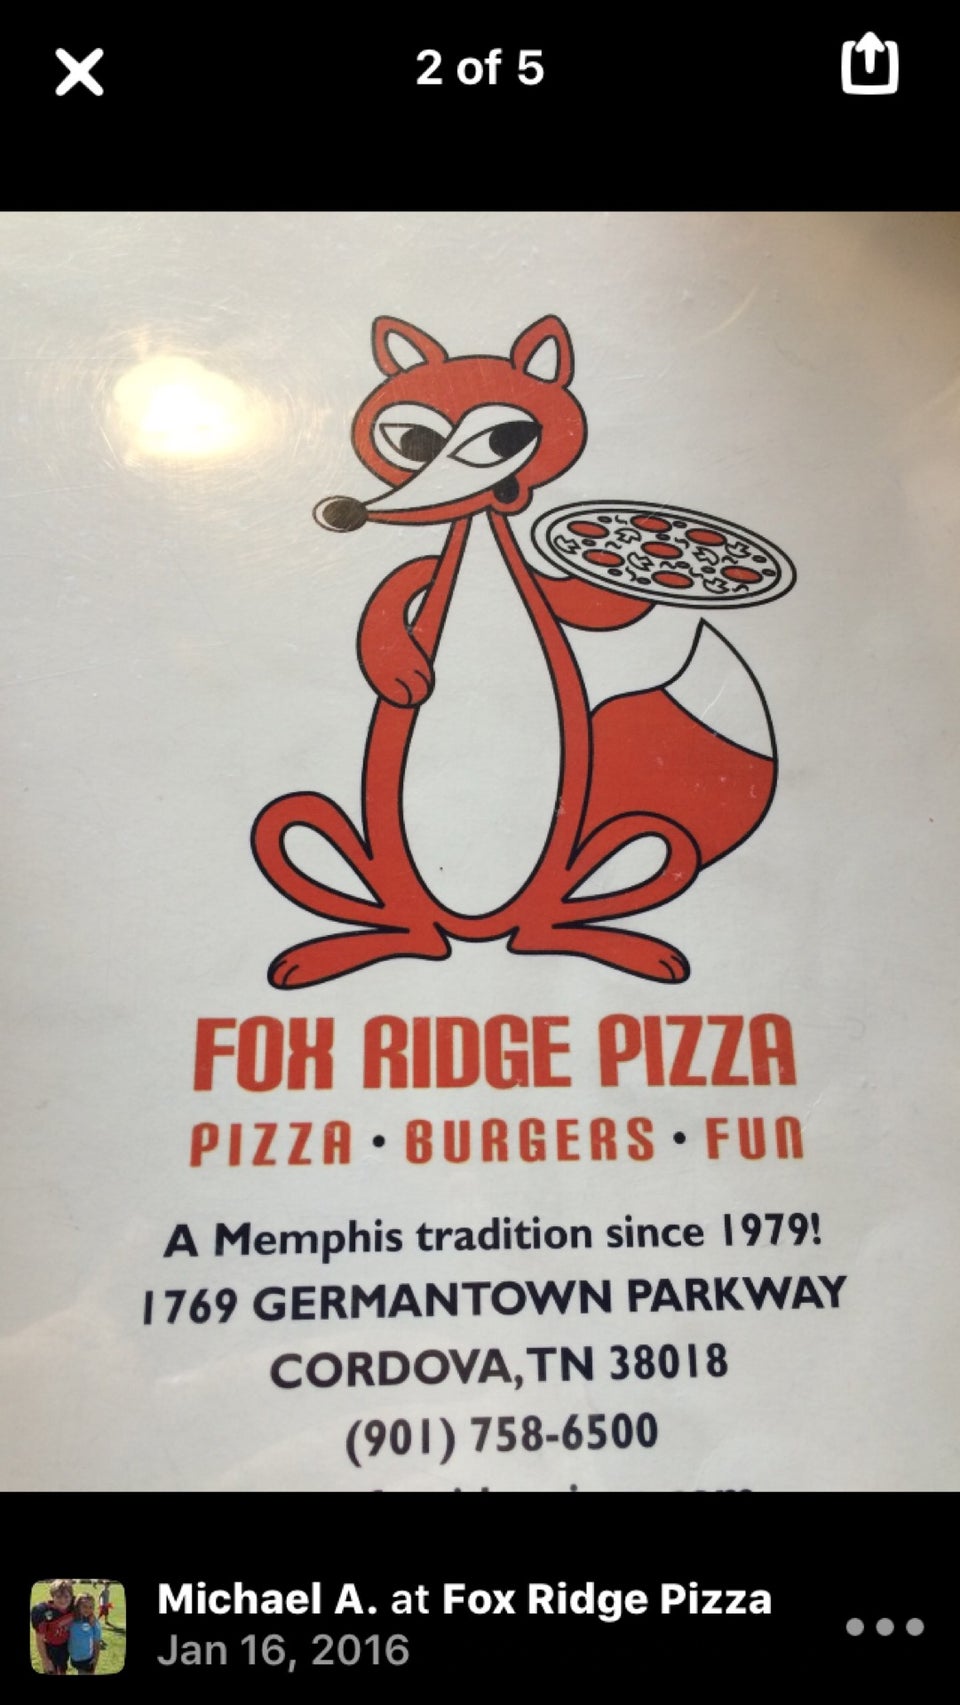 2 of 5
FOX RIDGE PIZZA
PIZZA • BURGERS • FUN
A Memphis tradition since 1979!
1769 GERMANTOWN PARKWAY
CORDOVA, TN 38018
(901) 758-6500
Michael A. at Fox Ridge Pizza
Jan 16, 2016